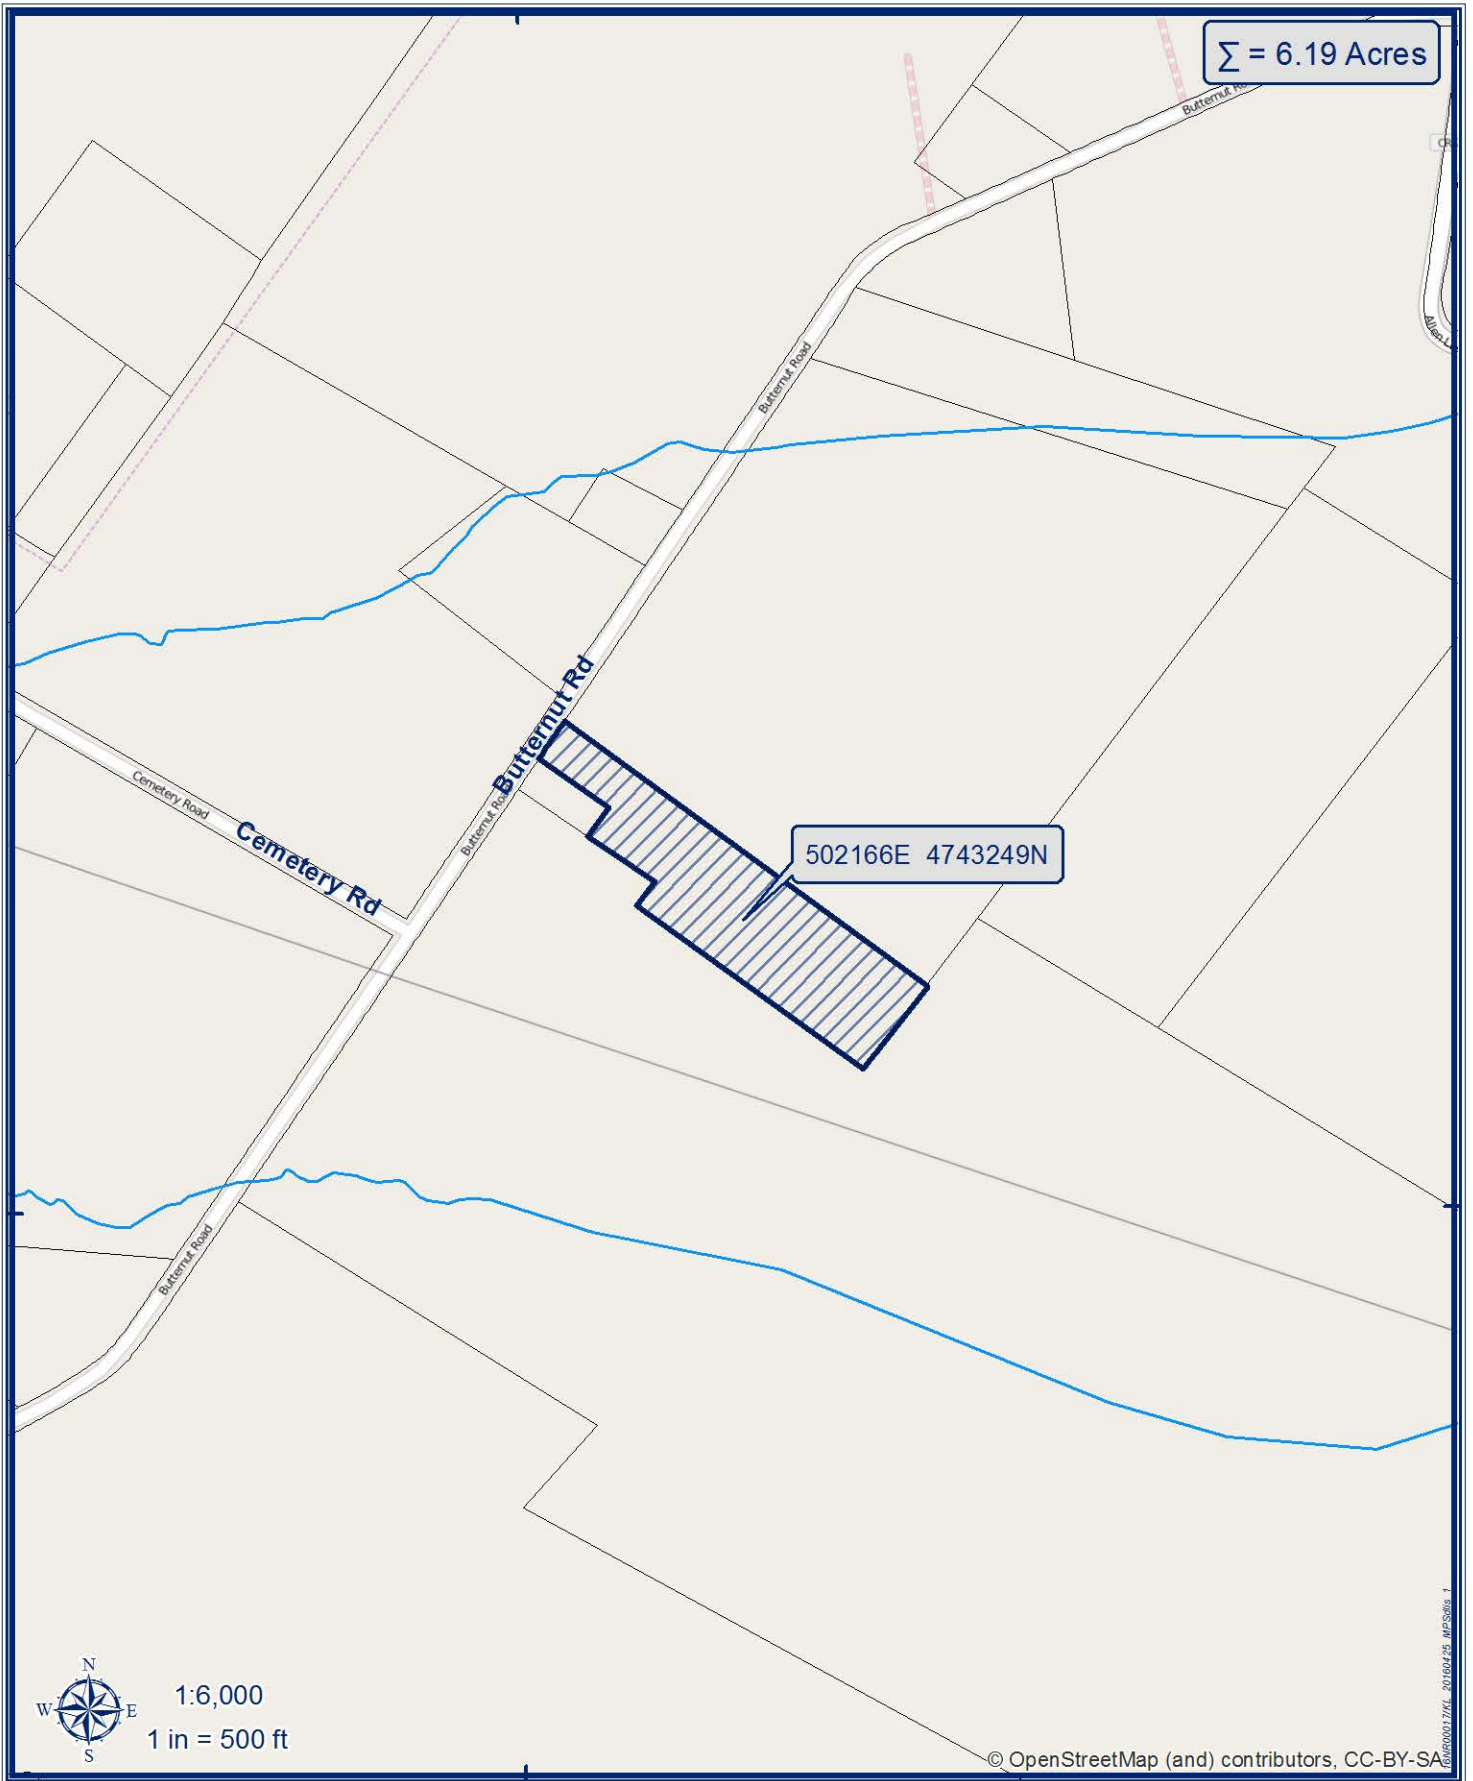 ∑ = 6.19 Acres
Butternut
CR
Allen L
Butternut Road
Butternut Rd
Butternut Road
Cemetery Road
Cemetery Rd
502166E 4743249N
Butternut Road
N
W E
S
1:6,000
1 in = 500 ft
© OpenStreetMap (and) contributors, CC-BY-SA